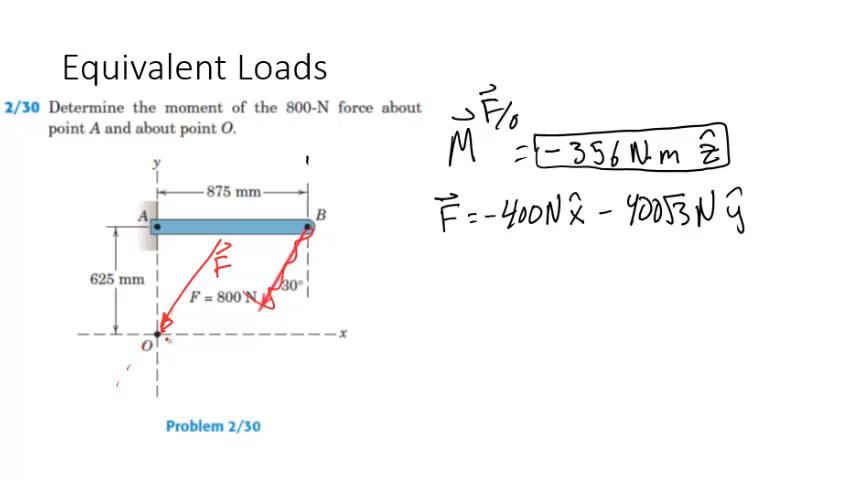 Equivalent Loads
2/30 Determine the moment of the 800-N force about
point A and about point O.
M⃗ F⃗/o = -356 N·m ẑ
F⃗ = -400N x̂ - 400√3 N ŷ
y
875 mm
A
B
F⃗
625 mm
30°
F = 800 N
x
O
Problem 2/30